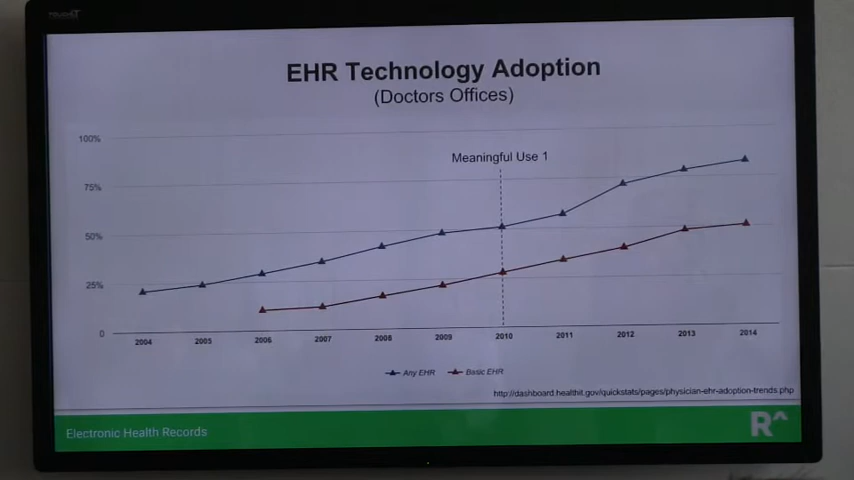 EHR Technology Adoption
(Doctors Offices)
100%
Meaningful Use 1
75%
50%
25%
0
2004 2005 2006 2007 2008 2009 2010 2011 2012 2013 2014
Any EHR Basic EHR
http://dashboard.healthit.gov/quickstats/pages/physician-ehr-adoption-trends.php
Electronic Health Records
R^